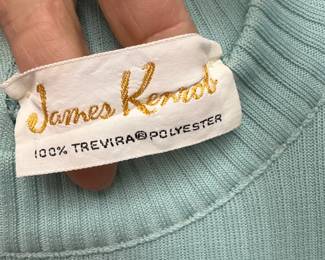 James Kenrob
100% TREVIRA® POLYESTER